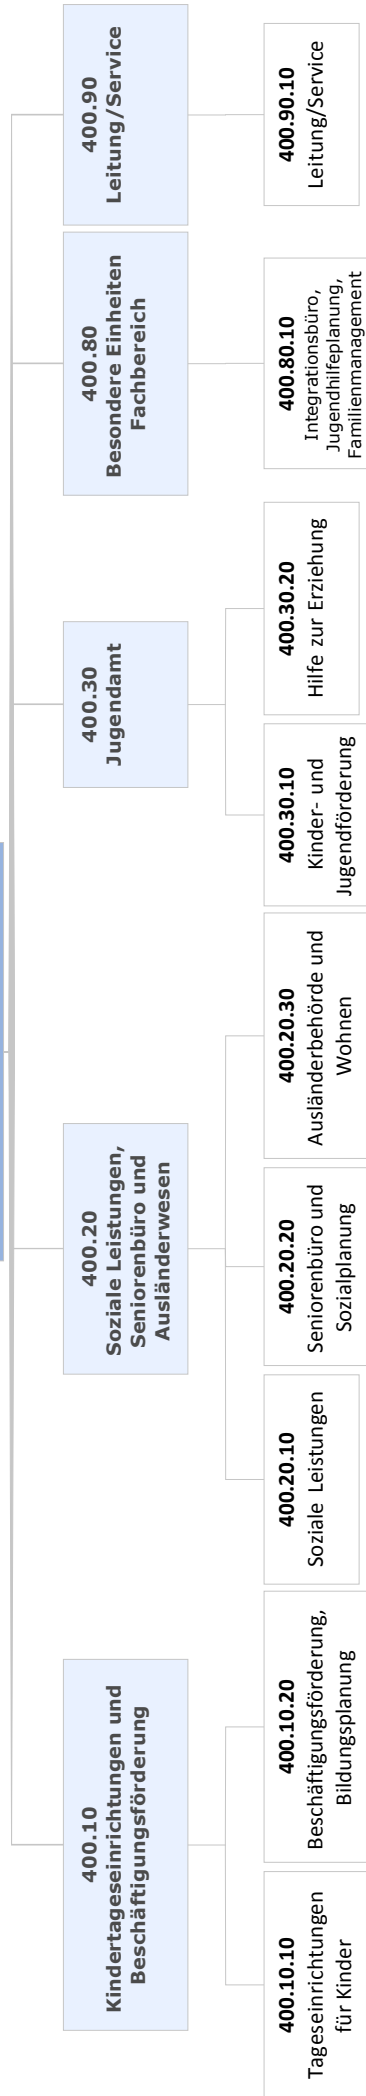 400.10
Kindertageseinrichtungen und
Beschäftigungsförderung
400.20
Soziale Leistungen,
Seniorenbüro und
Ausländerwesen
400.30
Jugendamt
400.80
Besondere Einheiten
Fachbereich
400.90
Leitung/Service
400.10.10
Tageseinrichtungen
für Kinder
400.10.20
Beschäftigungsförderung,
Bildungsplanung
400.20.10
Soziale Leistungen
400.20.20
Seniorenbüro und
Sozialplanung
400.20.30
Ausländerbehörde und
Wohnen
400.30.10
Kinder- und
Jugendförderung
400.30.20
Hilfe zur Erziehung
400.80.10
Integrationsbüro,
Jugendhilfeplanung,
Familienmanagement
400.90.10
Leitung/Service